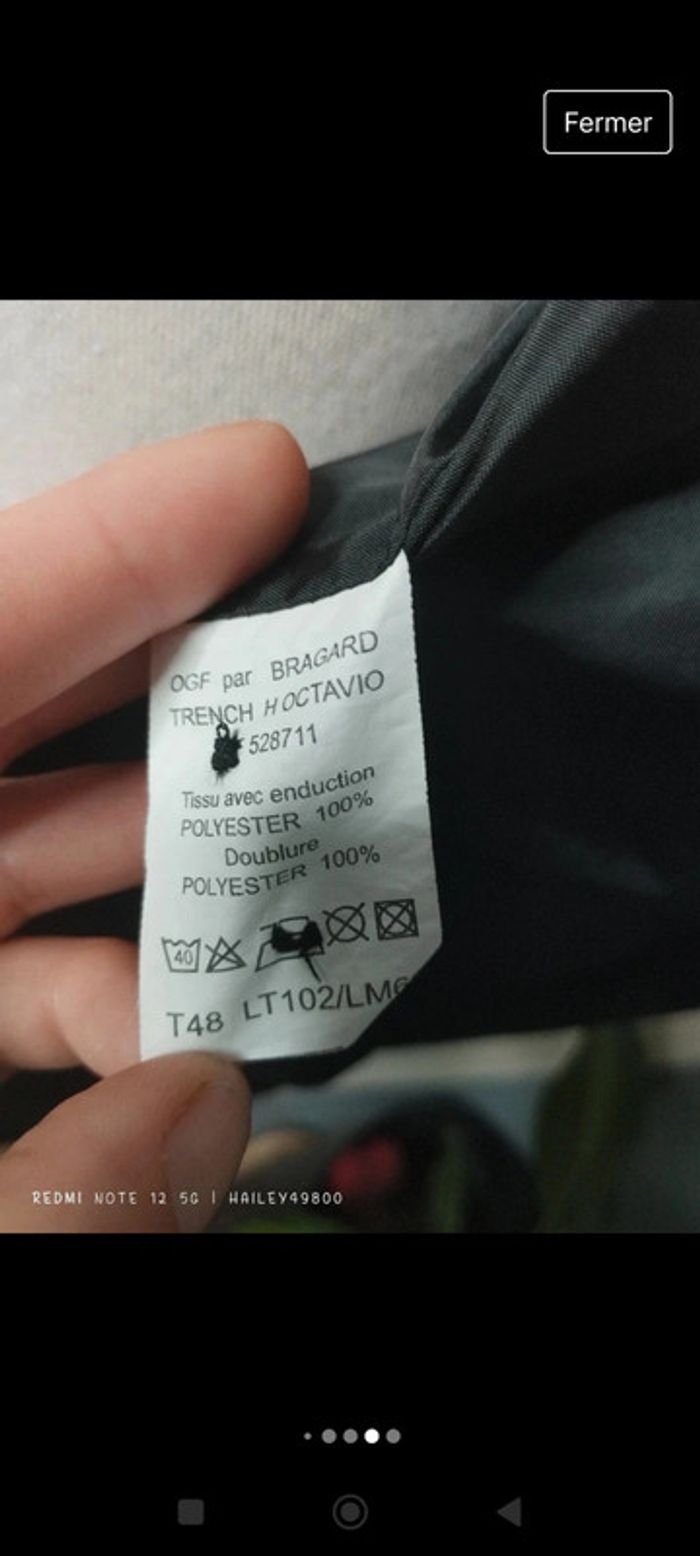 Fermer
OGF par BRAGARD
TRENCH H OCTAVIO
528711
Tissu avec enduction
POLYESTER 100%
Doublure
POLYESTER 100%
40
T48 LT102/LM6
REDMI NOTE 12 5G | HAILEY49800